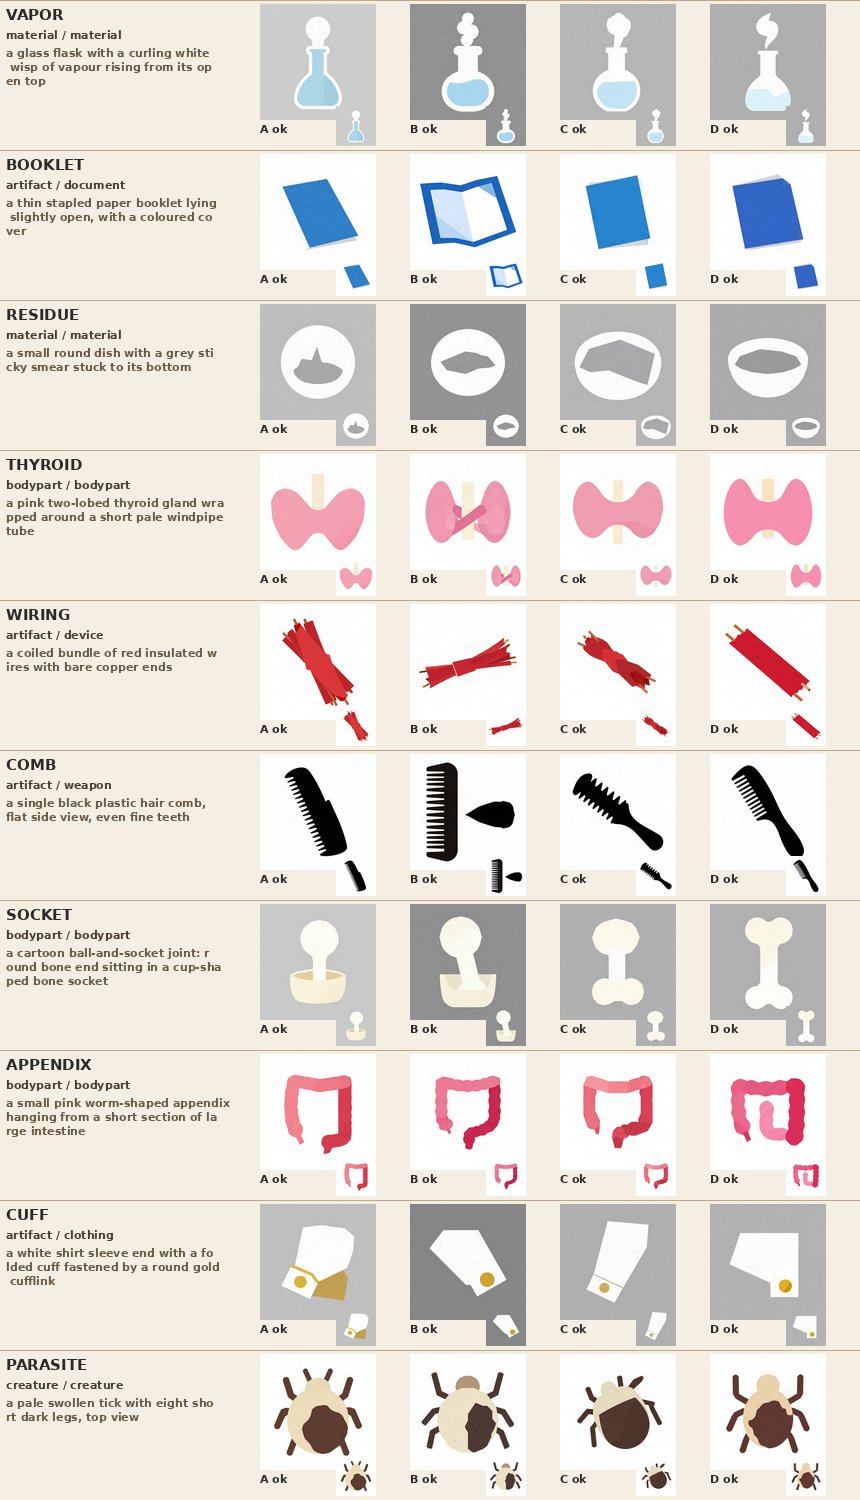 VAPOR
material / material
a glass flask with a curling white
wisp of vapour rising from its op
en top
A ok
B ok
C ok
D ok
BOOKLET
artifact / document
a thin stapled paper booklet lying
slightly open, with a coloured co
ver
A ok
B ok
C ok
D ok
RESIDUE
material / material
a small round dish with a grey sti
cky smear stuck to its bottom
A ok
B ok
C ok
D ok
THYROID
bodypart / bodypart
a pink two-lobed thyroid gland wra
pped around a short pale windpipe
tube
A ok
B ok
C ok
D ok
WIRING
artifact / device
a coiled bundle of red insulated w
ires with bare copper ends
A ok
B ok
C ok
D ok
COMB
artifact / weapon
a single black plastic hair comb,
flat side view, even fine teeth
A ok
B ok
C ok
D ok
SOCKET
bodypart / bodypart
a cartoon ball-and-socket joint: r
ound bone end sitting in a cup-sha
ped bone socket
A ok
B ok
C ok
D ok
APPENDIX
bodypart / bodypart
a small pink worm-shaped appendix
hanging from a short section of la
rge intestine
A ok
B ok
C ok
D ok
CUFF
artifact / clothing
a white shirt sleeve end with a fo
lded cuff fastened by a round gold
cufflink
A ok
B ok
C ok
D ok
PARASITE
creature / creature
a pale swollen tick with eight sho
rt dark legs, top view
A ok
B ok
C ok
D ok